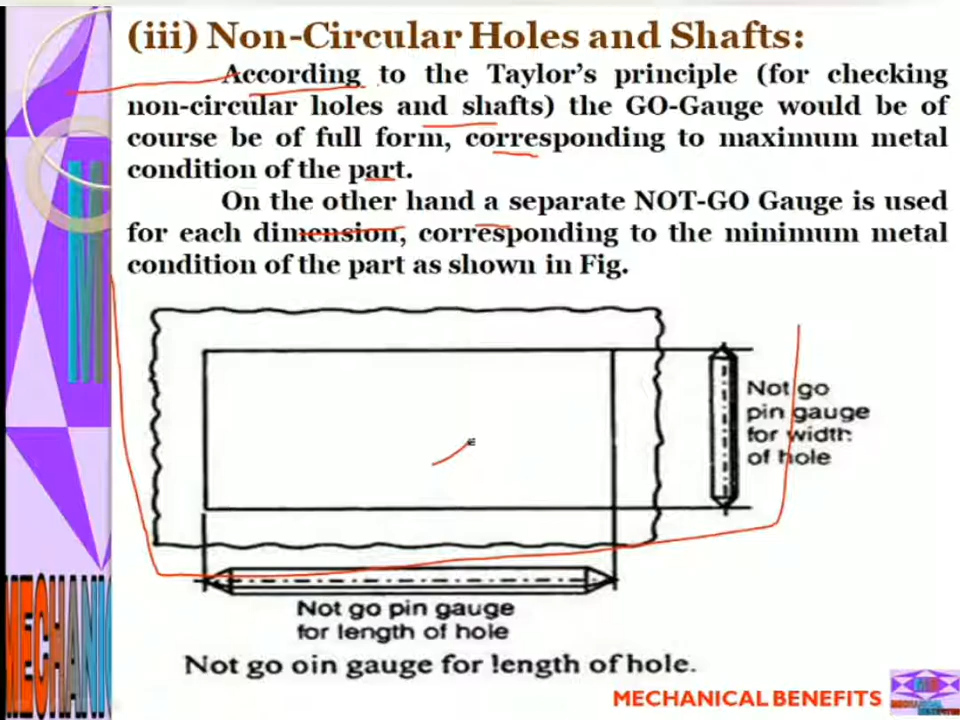 (iii) Non-Circular Holes and Shafts:
According to the Taylor's principle (for checking
non-circular holes and shafts) the GO-Gauge would be of
course be of full form, corresponding to maximum metal
condition of the part.
On the other hand a separate NOT-GO Gauge is used
for each dimension, corresponding to the minimum metal
condition of the part as shown in Fig.
Not go
pin gauge
for width
of hole
Not go pin gauge
for length of hole
Not go oin gauge for length of hole.
MECHANICAL BENEFITS
MECHANIC